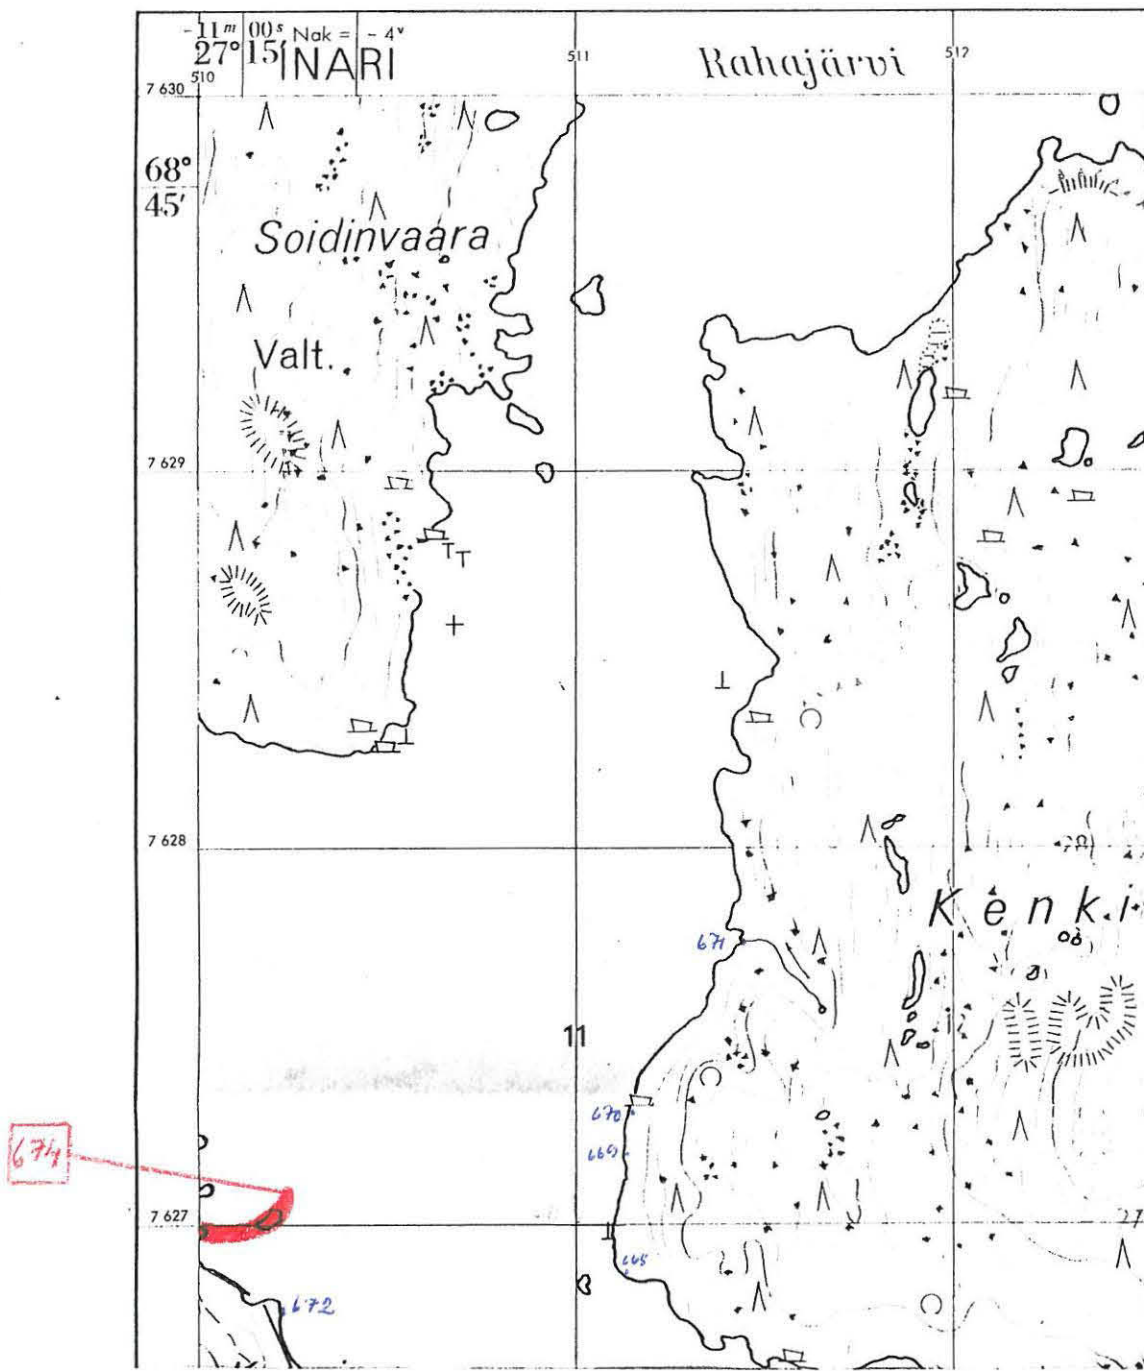 -11ᵐ 00ˢ Nak = - 4ᵛ
27° 15' INARI
Rahajärvi
510
511
512
7 630
68°
45'
Soidinvaara
Valt.
7 629
7 628
Kenki
671
11
670
669
674
7 627
27
665
672